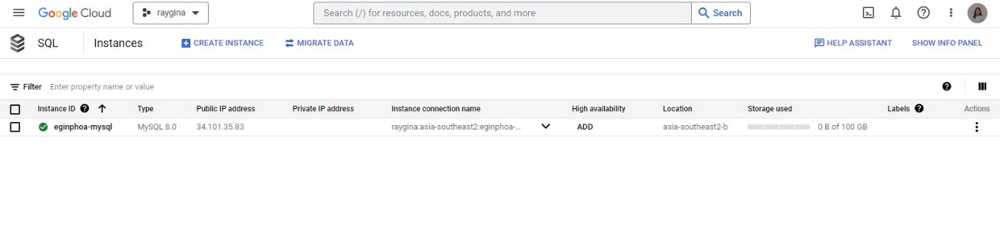 Google Cloud raygina Search (/) for resources, docs, products, and more Search
SQL Instances CREATE INSTANCE MIGRATE DATA HELP ASSISTANT SHOW INFO PANEL
Filter Enter property name or value
Instance ID Type Public IP address Private IP address Instance connection name High availability Location Storage used Labels Actions
eginphoa-mysql MySQL 8.0 34.101.35.83 raygina:asia-southeast2:eginphoa-... ADD asia-southeast2-b 0 B of 100 GB